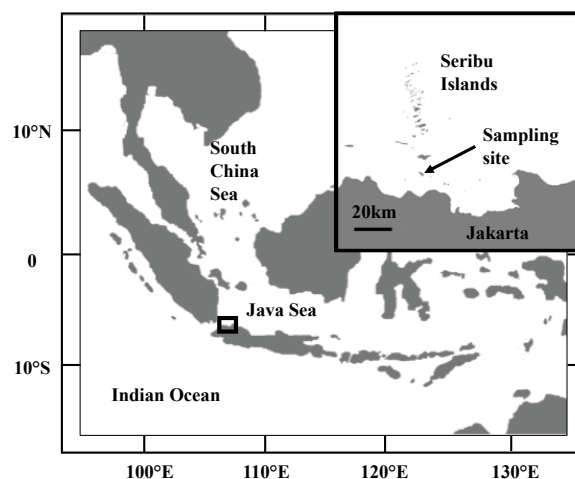 Seribu
Islands
10°N
South
China
Sea
Sampling
site
20km
Jakarta
0
Java Sea
10°S
Indian Ocean
100°E
110°E
120°E
130°E